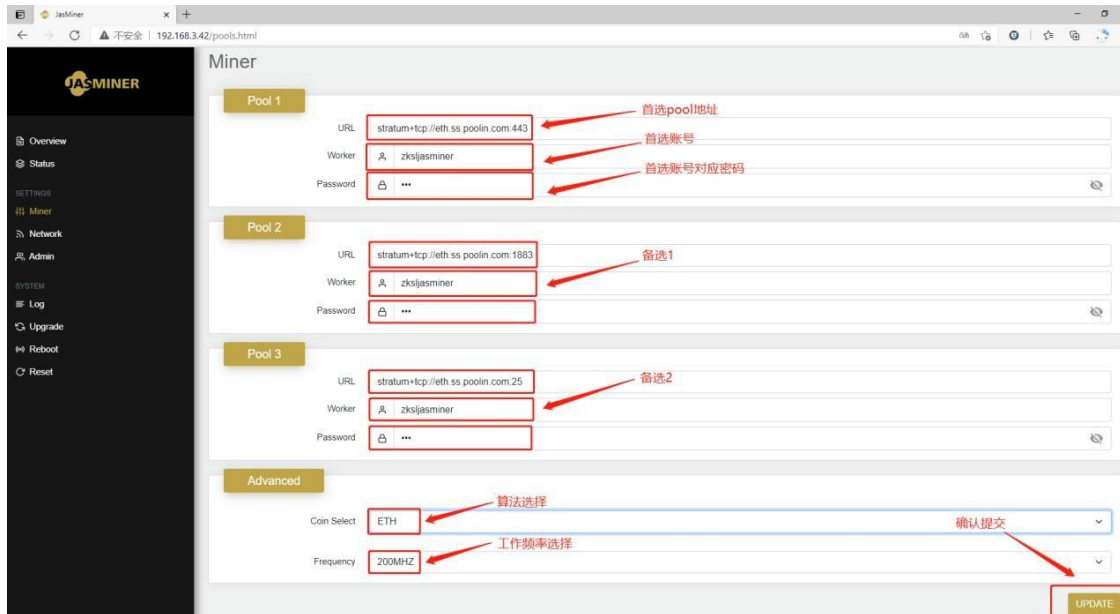 JasMiner
不安全 | 192.168.3.42/pools.html
JASMINER
Overview
Status
SETTINGS
Miner
Network
Admin
SYSTEM
Log
Upgrade
Reboot
Reset
Miner
Pool 1
首选pool地址
URL stratum+tcp://eth.ss.poolin.com:443
首选账号
Worker zksljasminer
首选账号对应密码
Password •••
Pool 2
URL stratum+tcp://eth.ss.poolin.com:1883
备选1
Worker zksljasminer
Password •••
Pool 3
URL stratum+tcp://eth.ss.poolin.com:25
备选2
Worker zksljasminer
Password •••
Advanced
算法选择
Coin Select ETH
确认提交
工作频率选择
Frequency 200MHZ
UPDATE